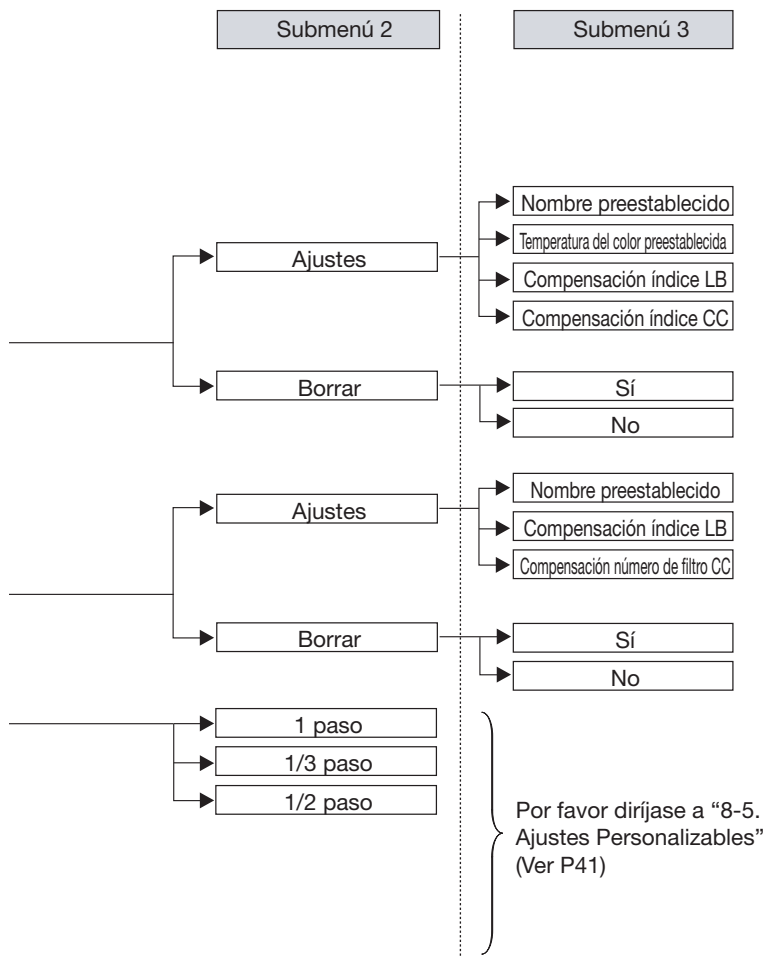 Submenú 2
Submenú 3
Ajustes
Nombre preestablecido
Temperatura del color preestablecida
Compensación índice LB
Compensación índice CC
Borrar
Sí
No
Ajustes
Nombre preestablecido
Compensación índice LB
Compensación número de filtro CC
Borrar
Sí
No
1 paso
1/3 paso
1/2 paso
Por favor diríjase a “8-5.
Ajustes Personalizables”
(Ver P41)